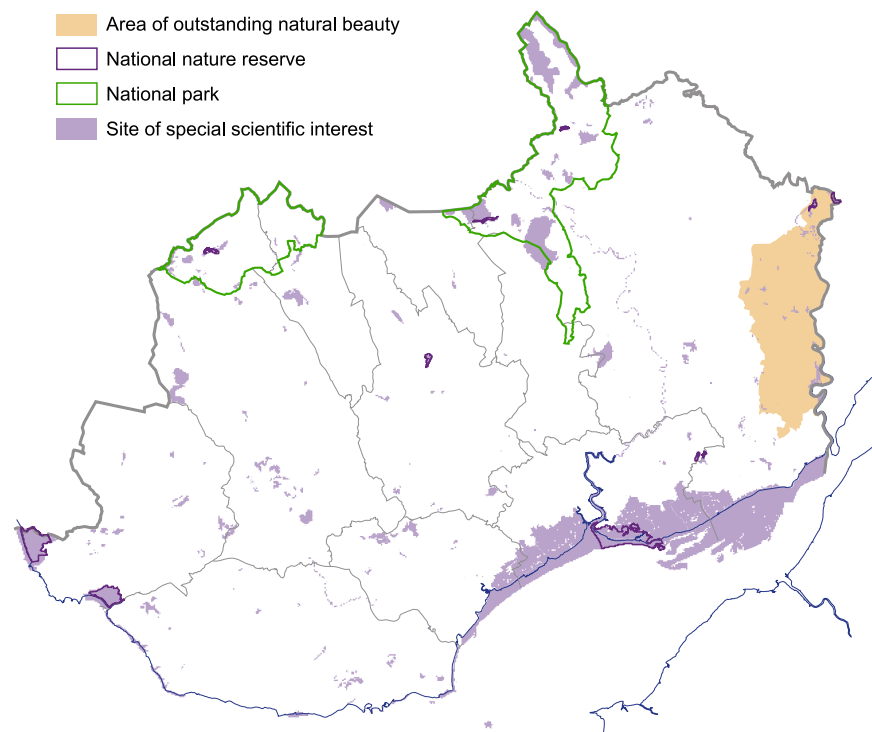 Area of outstanding natural beauty
National nature reserve
National park
Site of special scientific interest